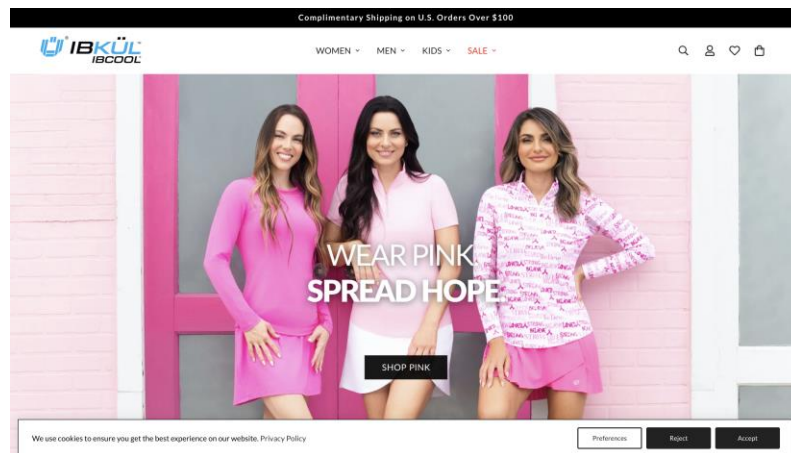 Complimentary Shipping on U.S. Orders Over $100
IBKÜL
IBCOOL
WOMEN MEN KIDS SALE
WEAR PINK.
SPREAD HOPE.
SHOP PINK
We use cookies to ensure you get the best experience on our website. Privacy Policy
Preferences Reject Accept